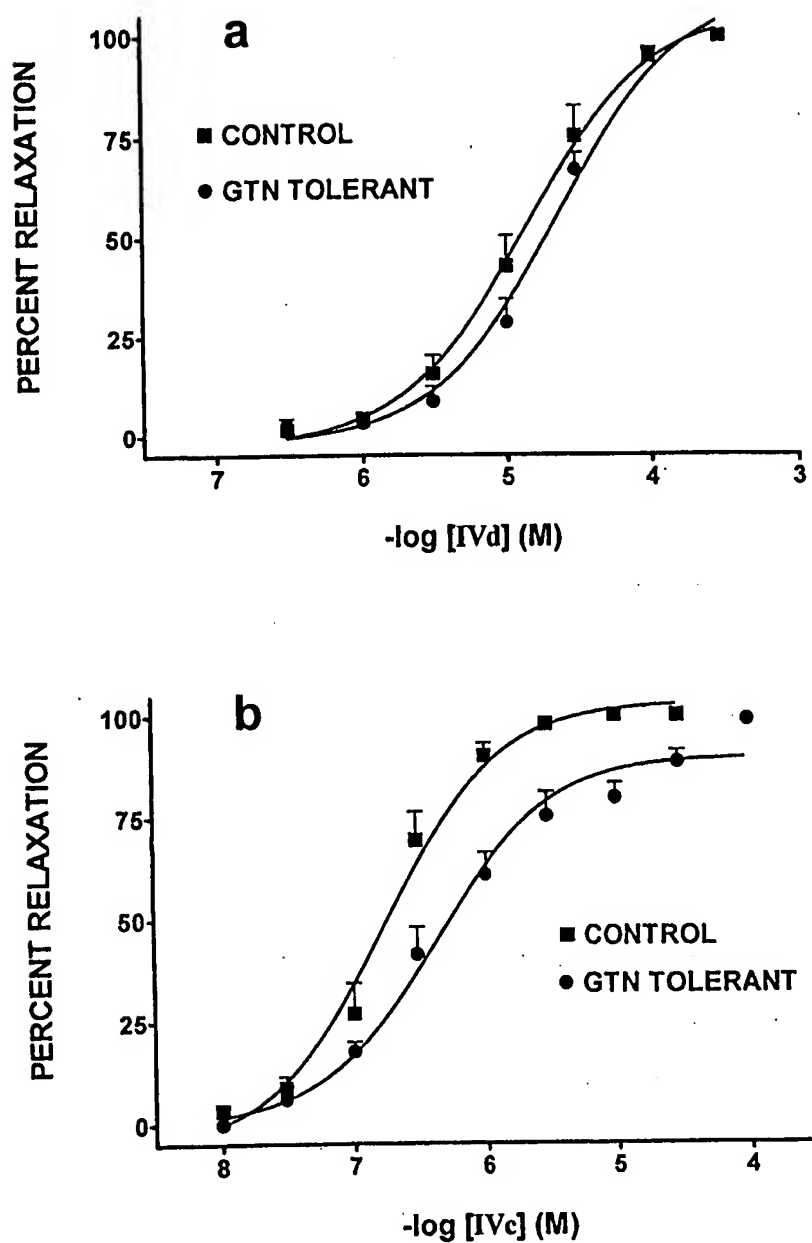 a
100
75
50
25
0
PERCENT RELAXATION
■ CONTROL
● GTN TOLERANT
7 6 5 4 3
-log [IVd] (M)
b
100
75
50
25
0
PERCENT RELAXATION
■ CONTROL
● GTN TOLERANT
8 7 6 5 4
-log [IVc] (M)